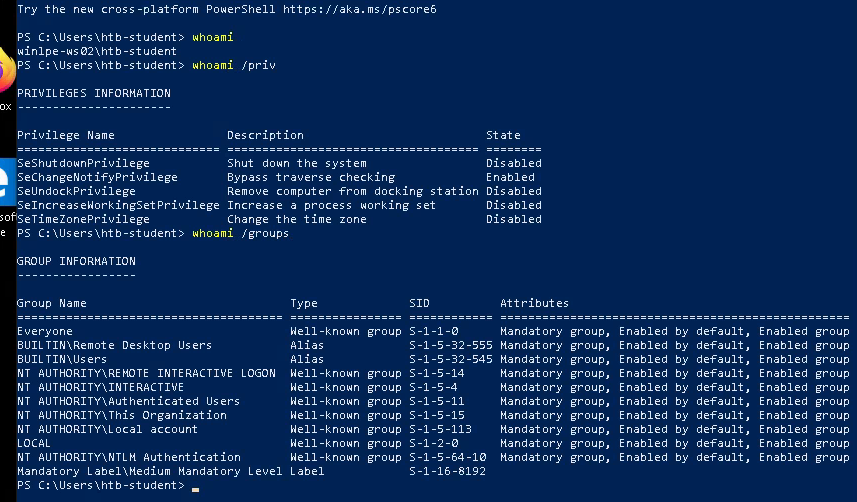 Try the new cross-platform PowerShell https://aka.ms/pscore6
PS C:\Users\htb-student> whoami
winlpe-ws02\htb-student
PS C:\Users\htb-student> whoami /priv
PRIVILEGES INFORMATION
----------------------
Privilege Name                Description                          State
============================= ==================================== ========
SeShutdownPrivilege           Shut down the system                 Disabled
SeChangeNotifyPrivilege       Bypass traverse checking             Enabled
SeUndockPrivilege             Remove computer from docking station Disabled
SeIncreaseWorkingSetPrivilege Increase a process working set       Disabled
SeTimeZonePrivilege           Change the time zone                 Disabled
PS C:\Users\htb-student> whoami /groups
GROUP INFORMATION
-----------------
Group Name                             Type             SID          Attributes
====================================== ================ ============ ==================================================
Everyone                               Well-known group S-1-1-0      Mandatory group, Enabled by default, Enabled group
BUILTIN\Remote Desktop Users           Alias            S-1-5-32-555 Mandatory group, Enabled by default, Enabled group
BUILTIN\Users                          Alias            S-1-5-32-545 Mandatory group, Enabled by default, Enabled group
NT AUTHORITY\REMOTE INTERACTIVE LOGON  Well-known group S-1-5-14     Mandatory group, Enabled by default, Enabled group
NT AUTHORITY\INTERACTIVE               Well-known group S-1-5-4      Mandatory group, Enabled by default, Enabled group
NT AUTHORITY\Authenticated Users       Well-known group S-1-5-11     Mandatory group, Enabled by default, Enabled group
NT AUTHORITY\This Organization         Well-known group S-1-5-15     Mandatory group, Enabled by default, Enabled group
NT AUTHORITY\Local account             Well-known group S-1-5-113    Mandatory group, Enabled by default, Enabled group
LOCAL                                  Well-known group S-1-2-0      Mandatory group, Enabled by default, Enabled group
NT AUTHORITY\NTLM Authentication       Well-known group S-1-5-64-10  Mandatory group, Enabled by default, Enabled group
Mandatory Label\Medium Mandatory Level Label            S-1-16-8192
PS C:\Users\htb-student>
ox
sof
e